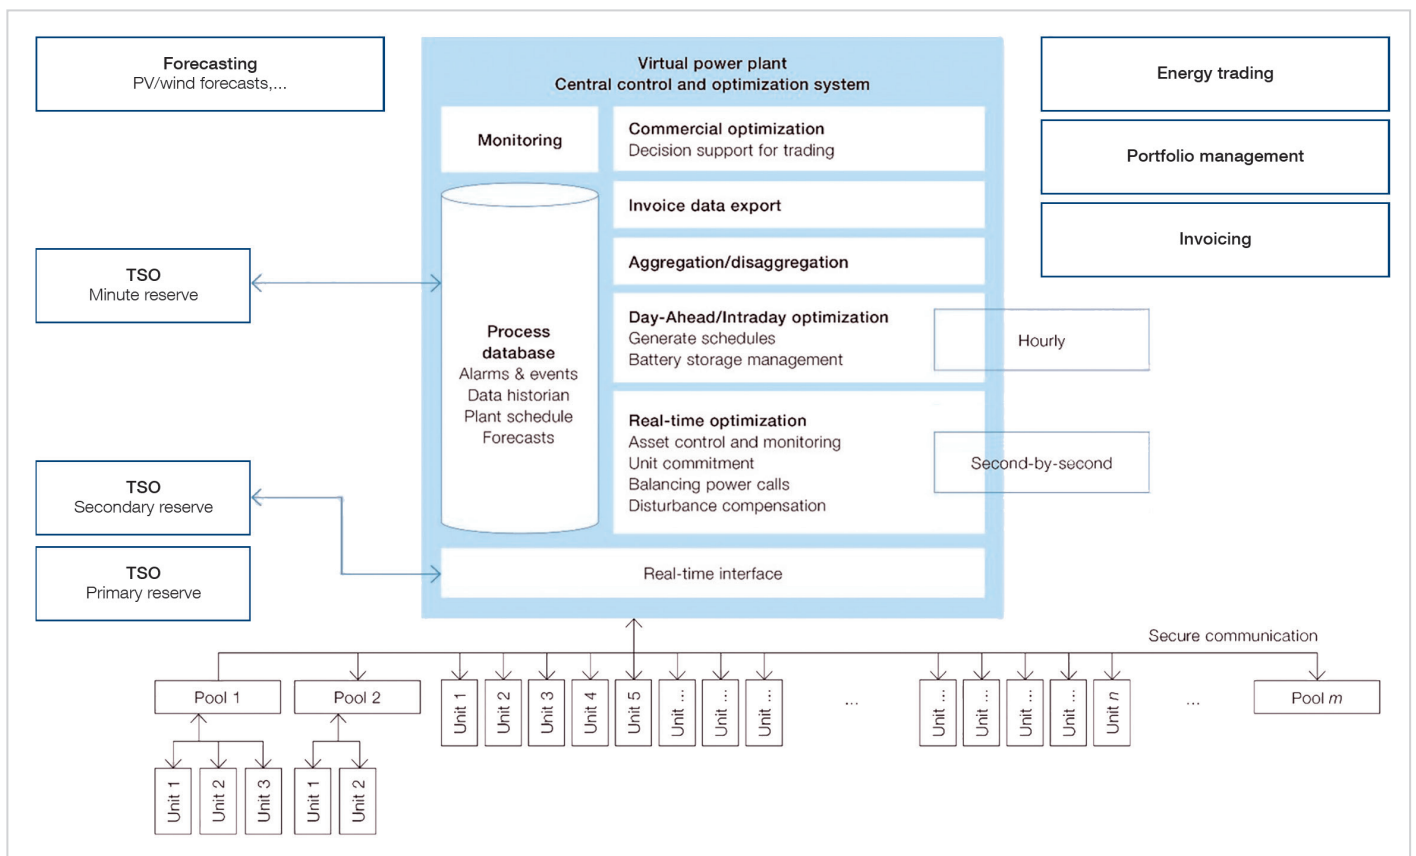 Forecasting
PV/wind forecasts,...
TSO
Minute reserve
TSO
Secondary reserve
TSO
Primary reserve
Virtual power plant
Central control and optimization system
Monitoring
Process
database
Alarms & events
Data historian
Plant schedule
Forecasts
Commercial optimization
Decision support for trading
Invoice data export
Aggregation/disaggregation
Day-Ahead/Intraday optimization
Generate schedules
Battery storage management
Real-time optimization
Asset control and monitoring
Unit commitment
Balancing power calls
Disturbance compensation
Real-time interface
Energy trading
Portfolio management
Invoicing
Hourly
Second-by-second
Secure communication
Pool 1
Pool 2
Unit 1
Unit 2
Unit 3
Unit 4
Unit 5
Unit ...
Unit ...
Unit ...
...
Unit ...
Unit ...
Unit ...
Unit ...
Unit n
...
Pool m
Unit 1
Unit 2
Unit 3
Unit 1
Unit 2